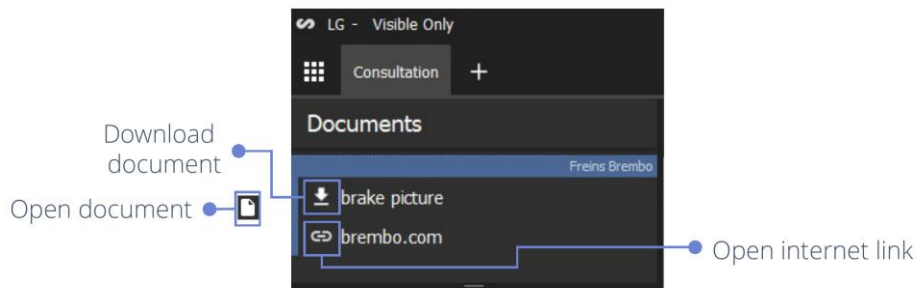 LG - Visible Only
Consultation
Documents
Download
document
Freins Brembo
brake picture
Open document
brembo.com
Open internet link